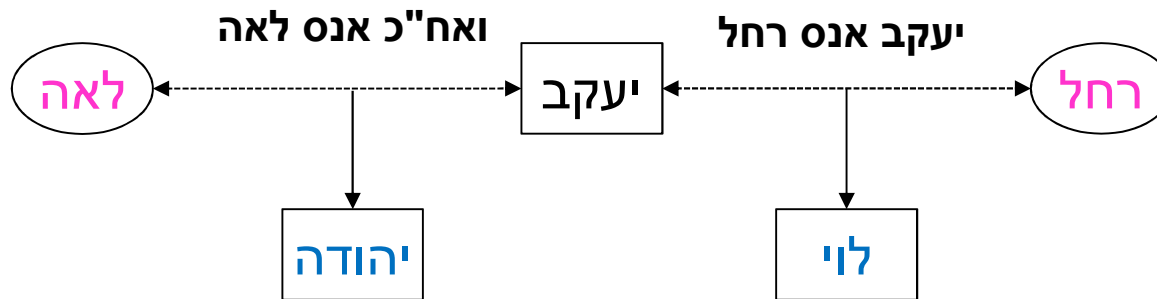 יעקב אנס רחל
ואח"כ אנס לאה
רחל
יעקב
לאה
לוי
יהודה